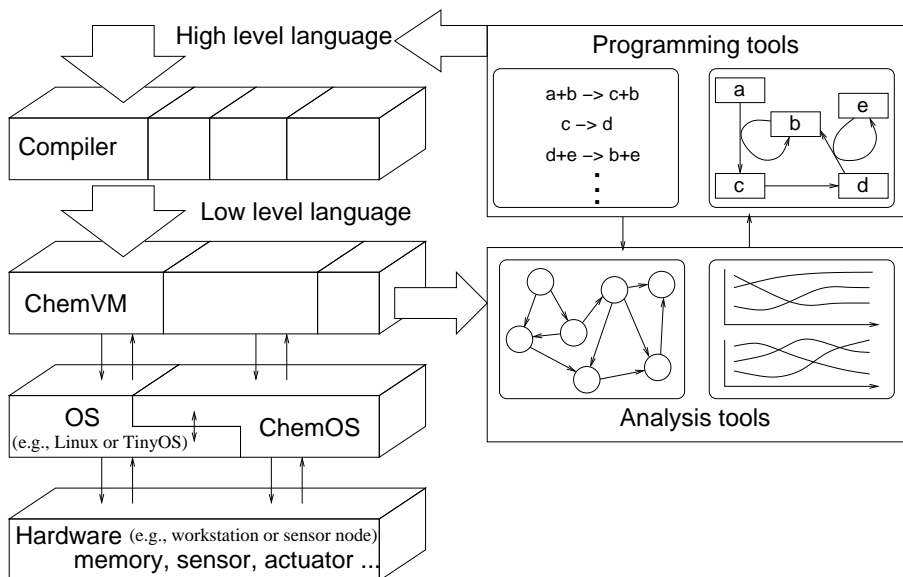 High level language
Compiler
Low level language
ChemVM
OS
(e.g., Linux or TinyOS)
ChemOS
Hardware (e.g., workstation or sensor node)
memory, sensor, actuator ...
Programming tools
a+b −> c+b
c −> d
d+e −> b+e
a
e
b
c
d
Analysis tools